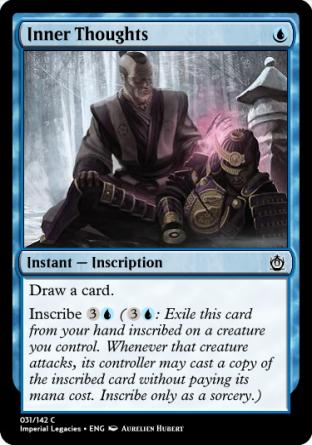 Inner Thoughts
Instant — Inscription
Draw a card.
Inscribe 3 ( 3 : Exile this card
from your hand inscribed on a creature
you control. Whenever that creature
attacks, its controller may cast a copy of
the inscribed card without paying its
mana cost. Inscribe only as a sorcery.)
031/142 C
Imperial Legacies • ENG Aurelien Hubert